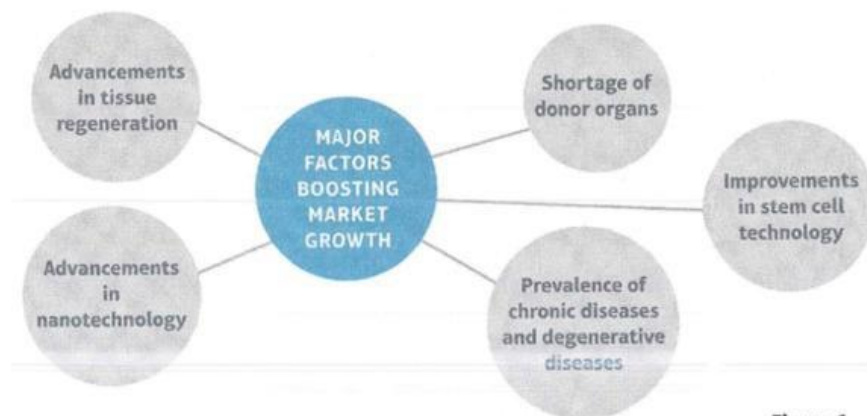 Advancements
in tissue
regeneration
MAJOR
FACTORS
BOOSTING
MARKET
GROWTH
Shortage of
donor organs
Improvements
in stem cell
technology
Advancements
in
nanotechnology
Prevalence of
chronic diseases
and degenerative
diseases